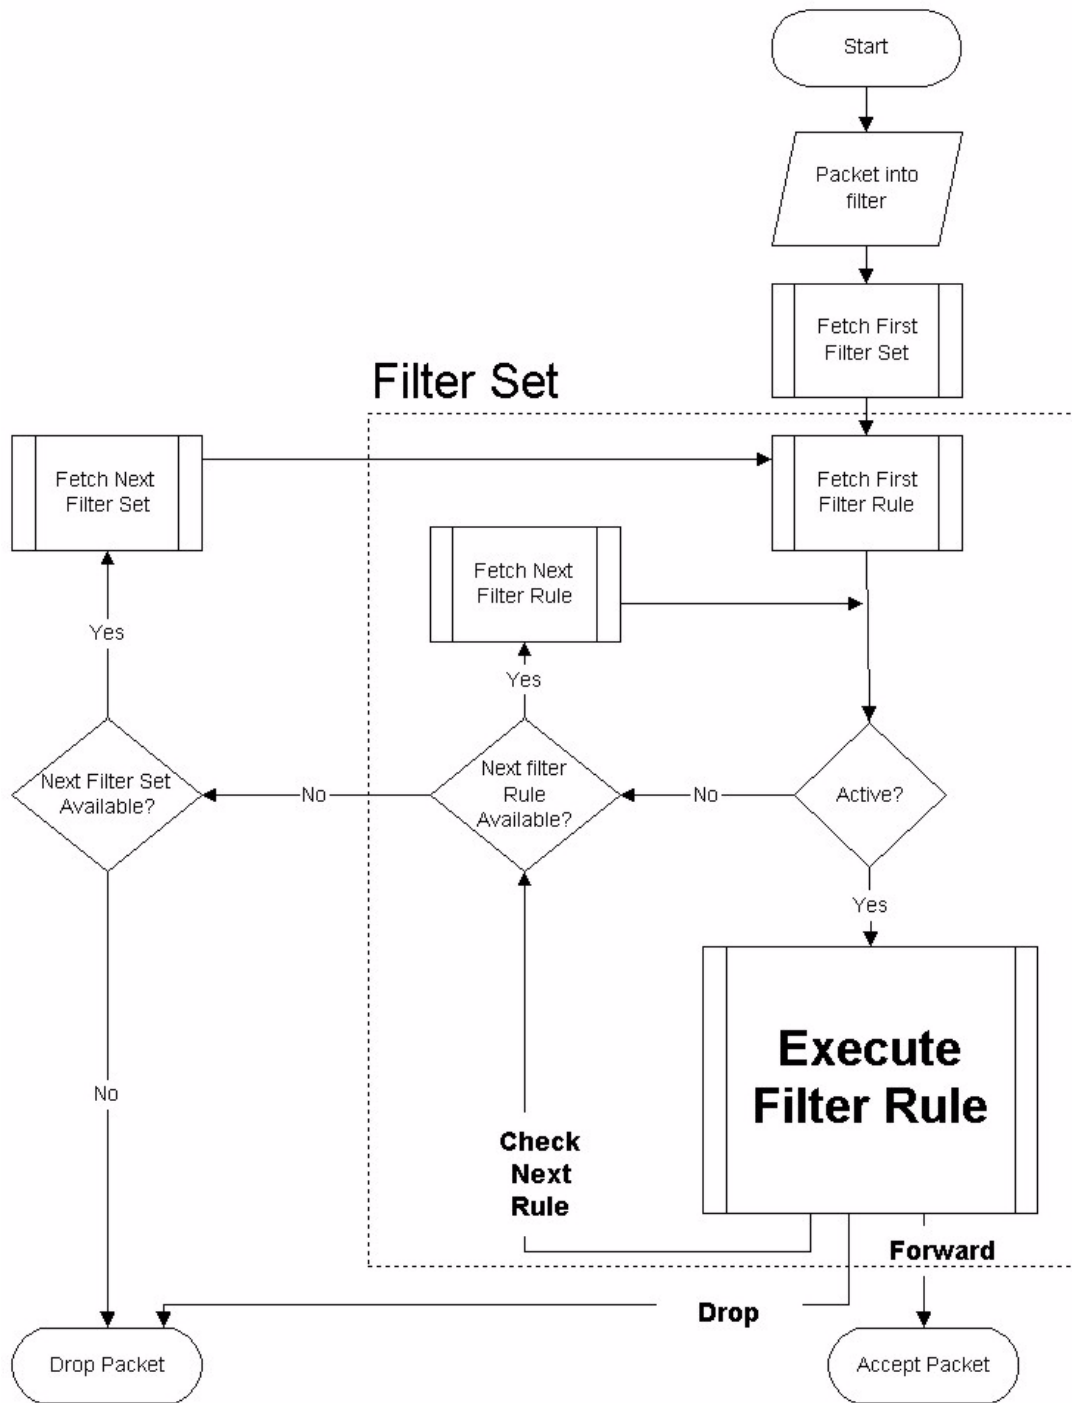 Start
Packet into
filter
Fetch First
Filter Set
Filter Set
Fetch Next
Filter Set
Fetch First
Filter Rule
Fetch Next
Filter Rule
Yes
Yes
Next Filter Set
Available?
No
Next filter
Rule
Available?
No
Active?
Yes
Execute
Filter Rule
No
Check
Next
Rule
Forward
Drop
Drop Packet
Accept Packet